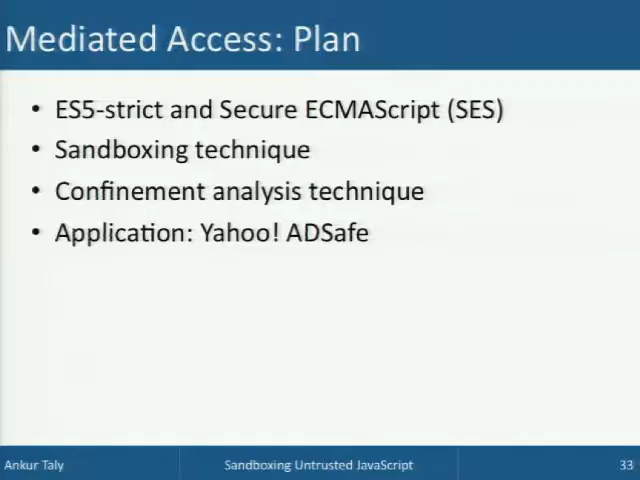 Mediated Access: Plan
• ES5-strict and Secure ECMAScript (SES)
• Sandboxing technique
• Confinement analysis technique
• Application: Yahoo! ADSafe
Ankur Taly
Sandboxing Untrusted JavaScript
33